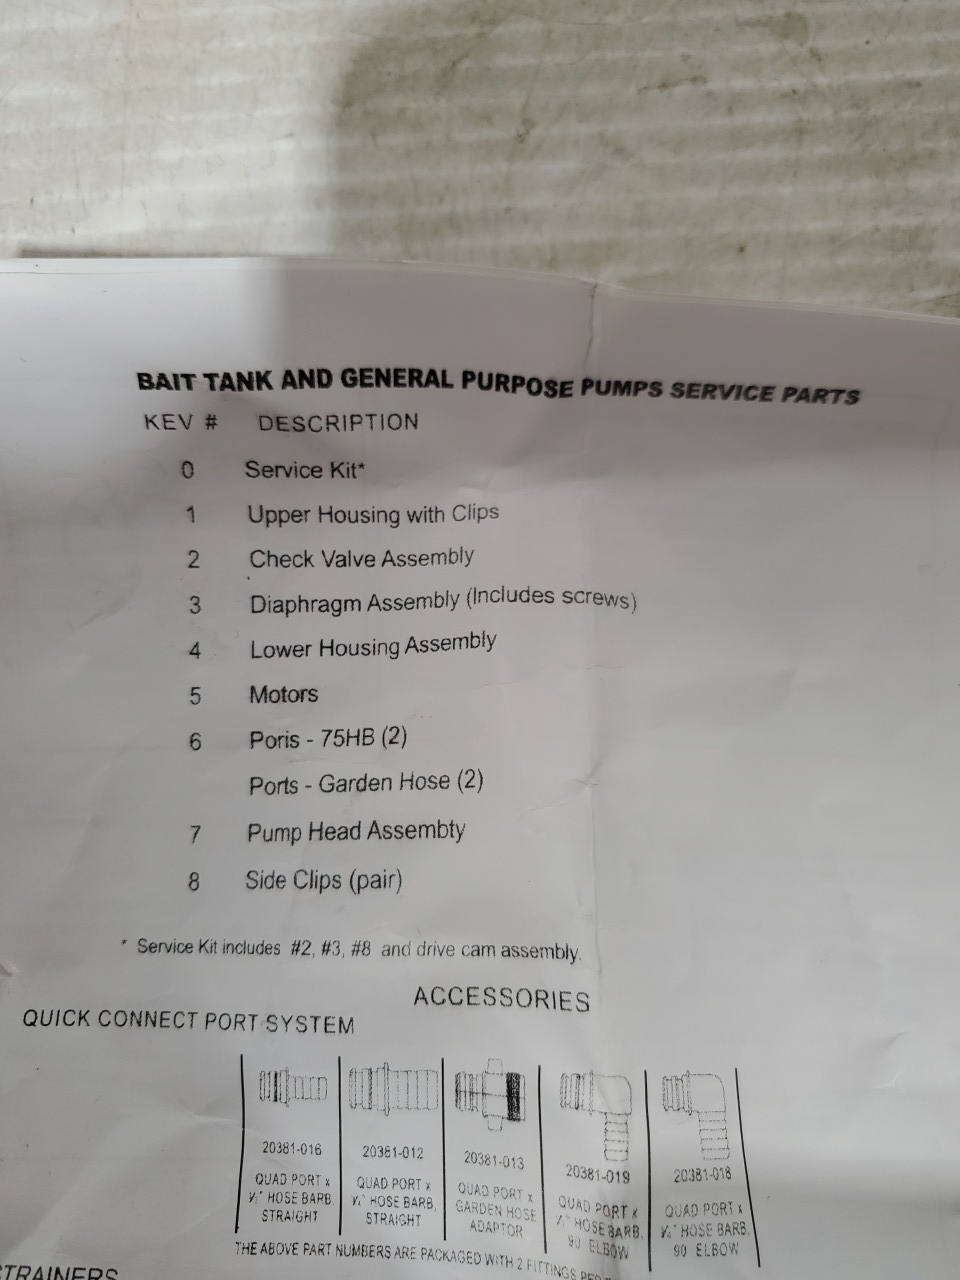 BAIT TANK AND GENERAL PURPOSE PUMPS SERVICE PARTS
KEV # DESCRIPTION
0 Service Kit*
1 Upper Housing with Clips
2 Check Valve Assembly
3 Diaphragm Assembly (Includes screws)
4 Lower Housing Assembly
5 Motors
6 Poris - 75HB (2)
Ports - Garden Hose (2)
7 Pump Head Assembty
8 Side Clips (pair)
* Service Kit includes #2, #3, #8 and drive cam assembly.
ACCESSORIES
QUICK CONNECT PORT SYSTEM
20381-016
QUAD PORT x
HOSE BARB,
STRAIGHT
20381-012
QUAD PORT x
HOSE BARB,
STRAIGHT
20381-013
QUAD PORT x
GARDEN HOSE
ADAPTOR
20381-019
QUAD PORT x
HOSE BARB,
90 ELBOW
20381-018
QUAD PORT x
HOSE BARB,
90 ELBOW
THE ABOVE PART NUMBERS ARE PACKAGED WITH 2 FITTINGS PER
STRAINERS